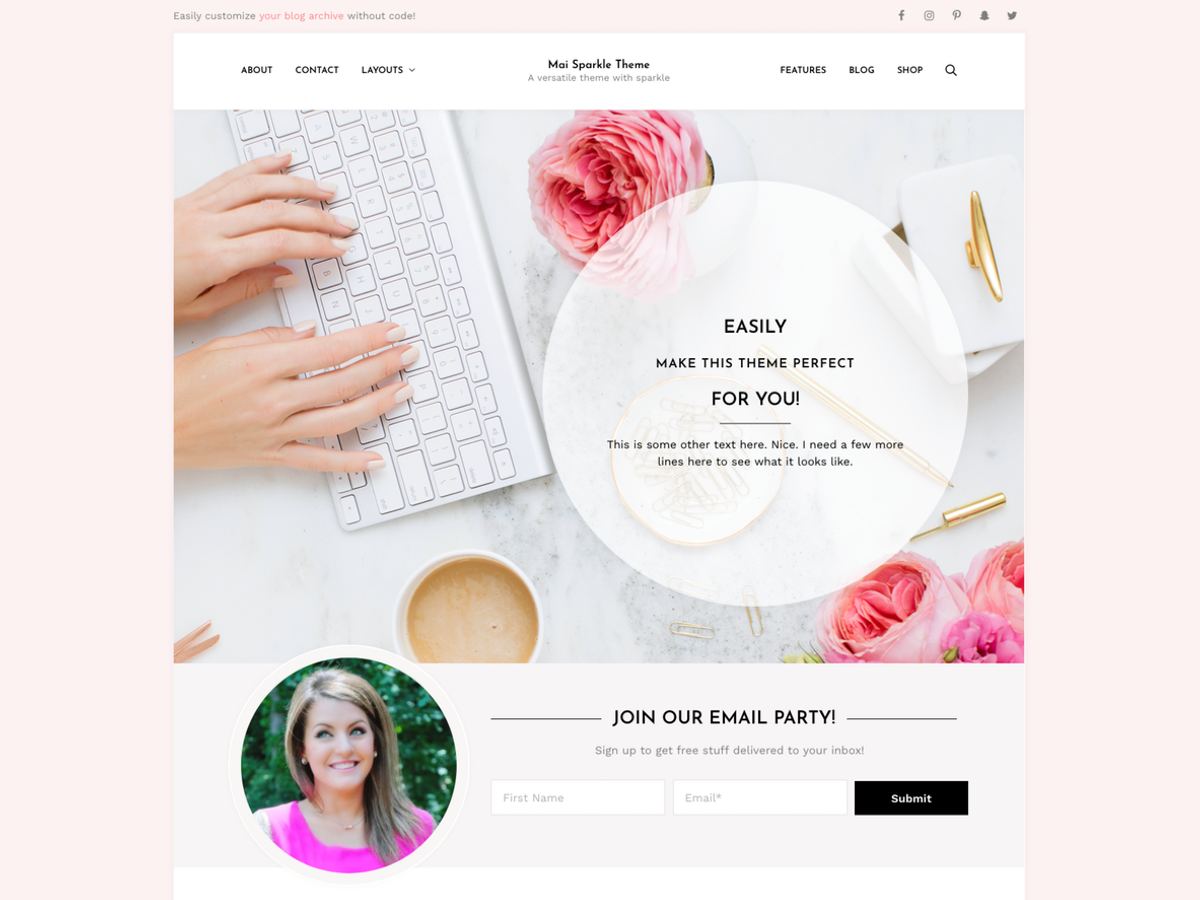 Easily customize your blog archive without code!
ABOUT CONTACT LAYOUTS
Mai Sparkle Theme
A versatile theme with sparkle
FEATURES BLOG SHOP
EASILY
MAKE THIS THEME PERFECT
FOR YOU!
This is some other text here. Nice. I need a few more
lines here to see what it looks like.
JOIN OUR EMAIL PARTY!
Sign up to get free stuff delivered to your inbox!
First Name Email* Submit